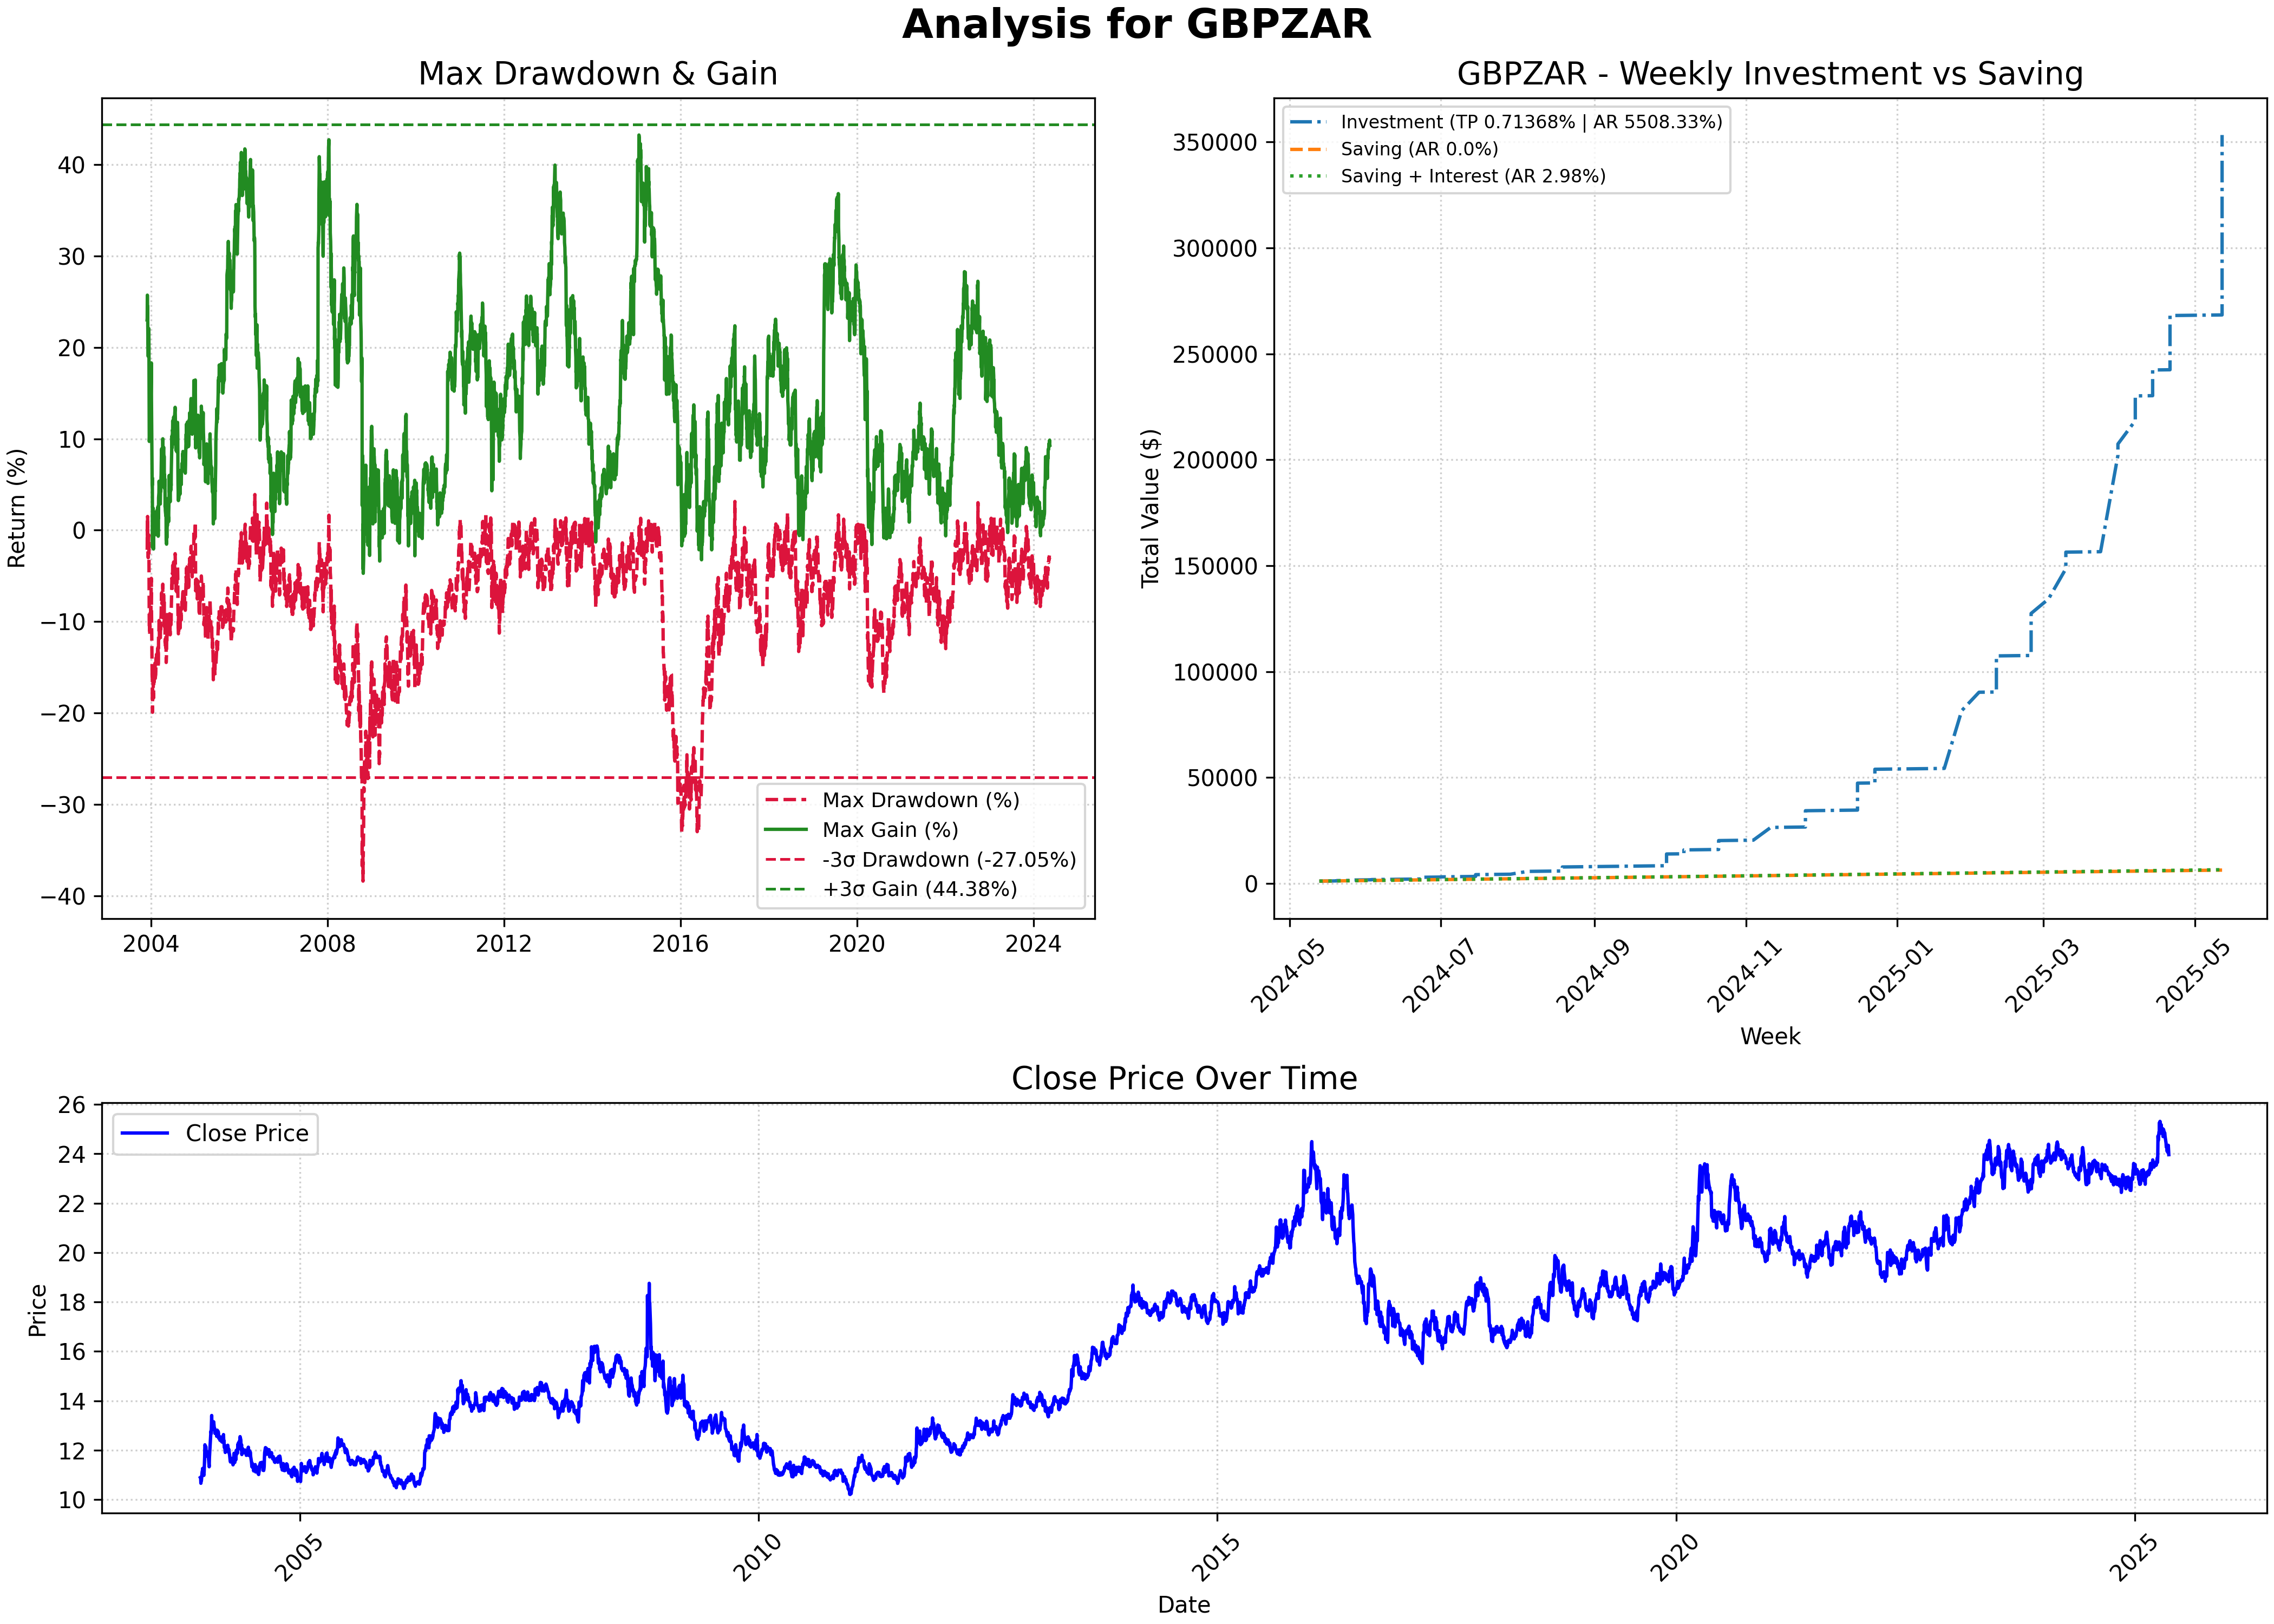 Analysis for GBPZAR
Max Drawdown & Gain
Return (%)
40
30
20
10
0
−10
−20
−30
−40
2004
2008
2012
2016
2020
2024
Max Drawdown (%)
Max Gain (%)
-3σ Drawdown (-27.05%)
+3σ Gain (44.38%)
GBPZAR - Weekly Investment vs Saving
Total Value ($)
350000
300000
250000
200000
150000
100000
50000
0
Investment (TP 0.71368% | AR 5508.33%)
Saving (AR 0.0%)
Saving + Interest (AR 2.98%)
2024-05
2024-07
2024-09
2024-11
2025-01
2025-03
2025-05
Week
Close Price Over Time
Price
26
24
22
20
18
16
14
12
10
Close Price
2005
2010
2015
2020
2025
Date